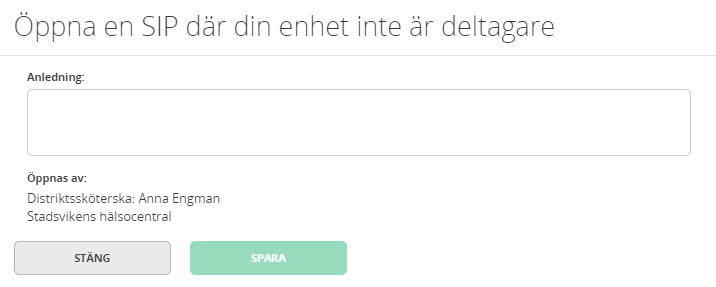 Öppna en SIP där din enhet inte är deltagare
Anledning:
Öppnas av:
Distriktssköterska: Anna Engman
Stadsvikens hälsocentral
STÄNG
SPARA